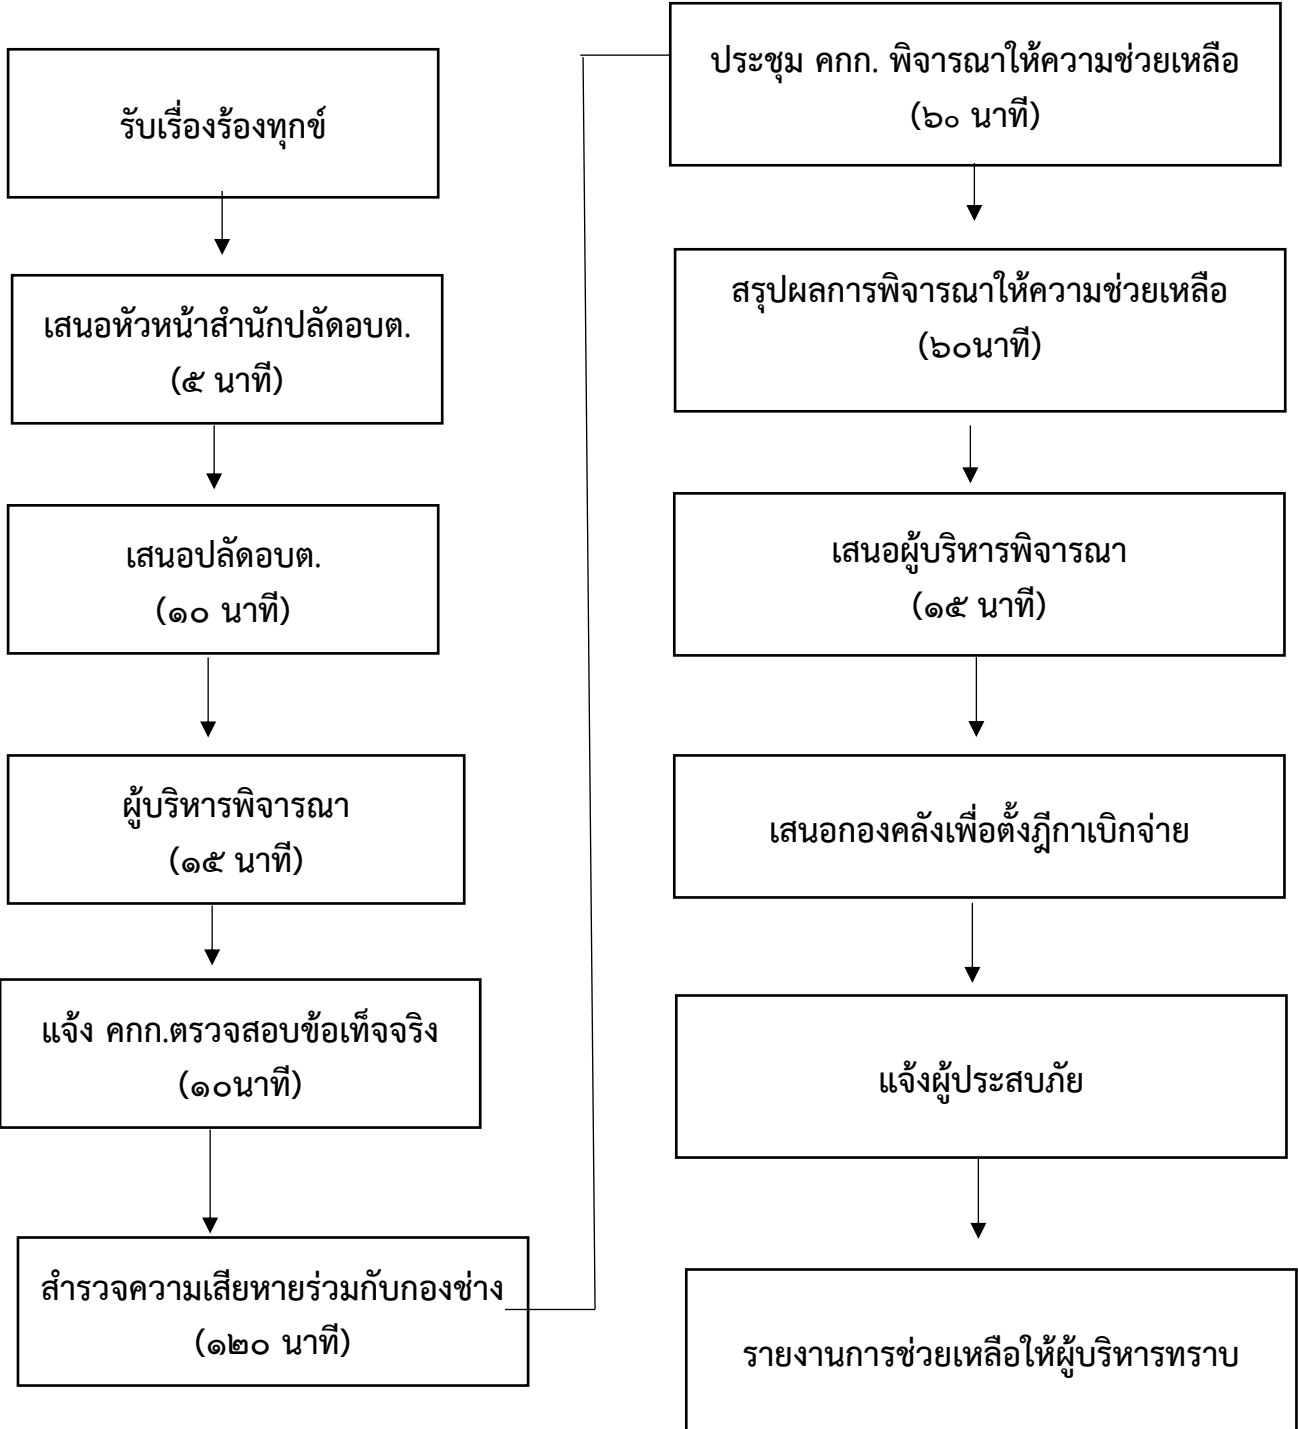 รับเรื่องร้องทุกข์
เสนอหัวหน้าสำนักปลัดอบต.
(๕ นาที)
เสนอปลัดอบต.
(๑๐ นาที)
ผู้บริหารพิจารณา
(๑๕ นาที)
แจ้ง คกก.ตรวจสอบข้อเท็จจริง
(๑๐นาที)
สำรวจความเสียหายร่วมกับกองช่าง
(๑๒๐ นาที)
ประชุม คกก. พิจารณาให้ความช่วยเหลือ
(๖๐ นาที)
สรุปผลการพิจารณาให้ความช่วยเหลือ
(๖๐นาที)
เสนอผู้บริหารพิจารณา
(๑๕ นาที)
เสนอกองคลังเพื่อตั้งฎีกาเบิกจ่าย
แจ้งผู้ประสบภัย
รายงานการช่วยเหลือให้ผู้บริหารทราบ